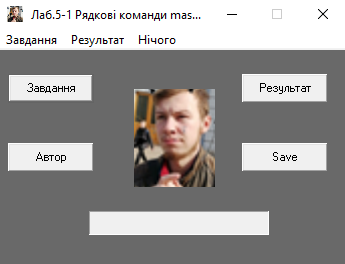 Лаб.5-1 Рядкові команди mas...
Завдання Результат Нічого
Завдання
Результат
Автор
Save